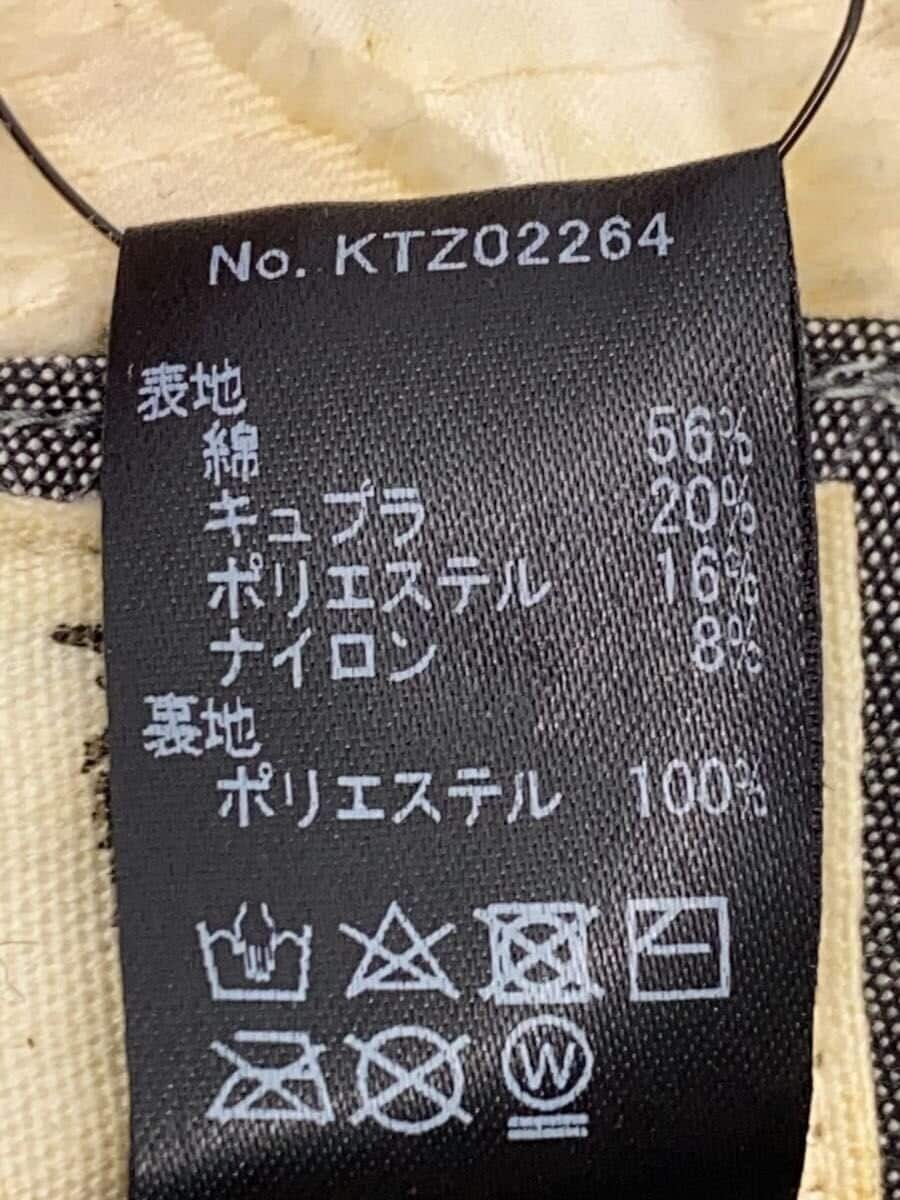 No. KTZ02264
表地
綿 56%
キュプラ 20%
ポリエステル 16%
ナイロン 8%
裏地
ポリエステル 100%
W